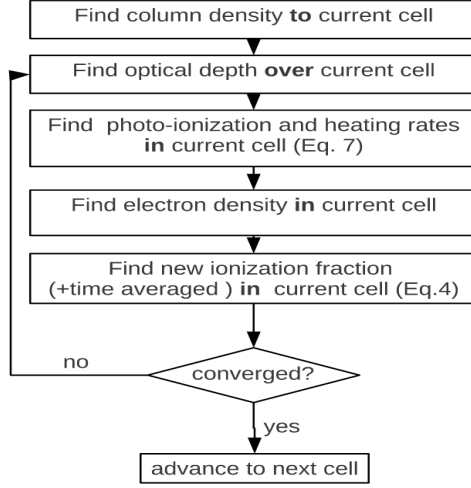 Find column density to current cell
Find optical depth over current cell
Find photo-ionization and heating rates
in current cell (Eq. 7)
Find electron density in current cell
Find new ionization fraction
(+time averaged ) in current cell (Eq.4)
converged?
no
yes
advance to next cell